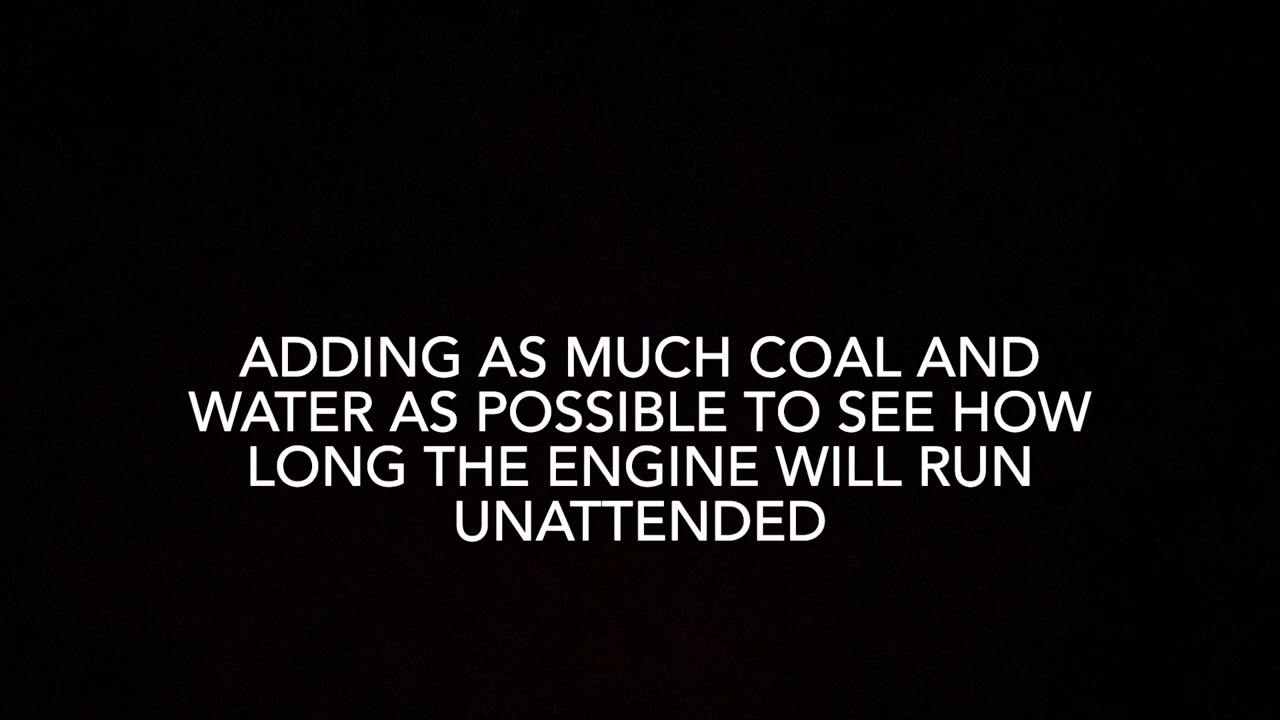 ADDING AS MUCH COAL AND
WATER AS POSSIBLE TO SEE HOW
LONG THE ENGINE WILL RUN
UNATTENDED